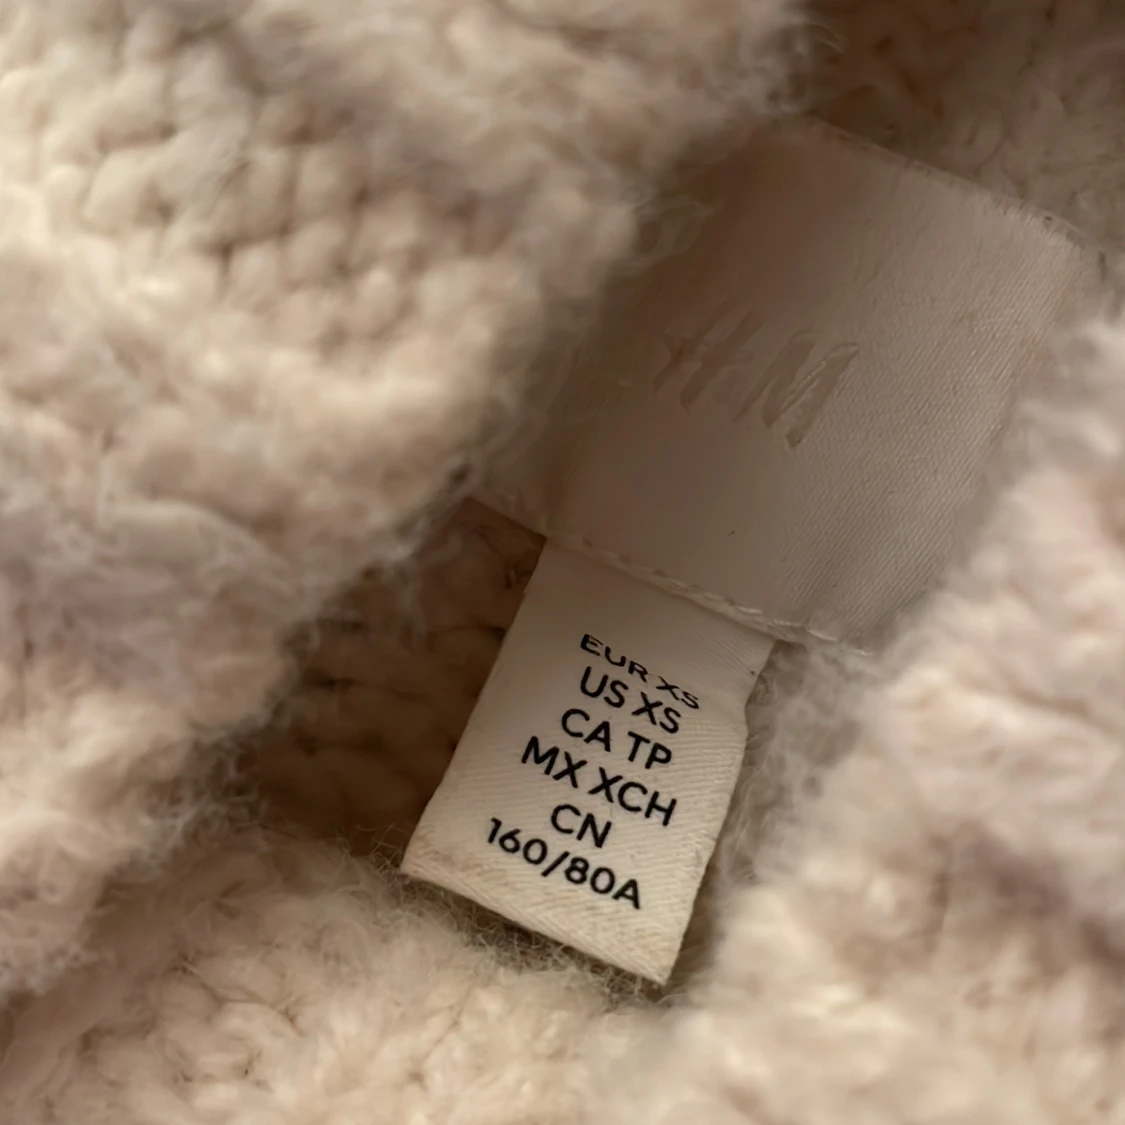 H&M
EUR XS
US XS
CA TP
MX XCH
CN
160/80A